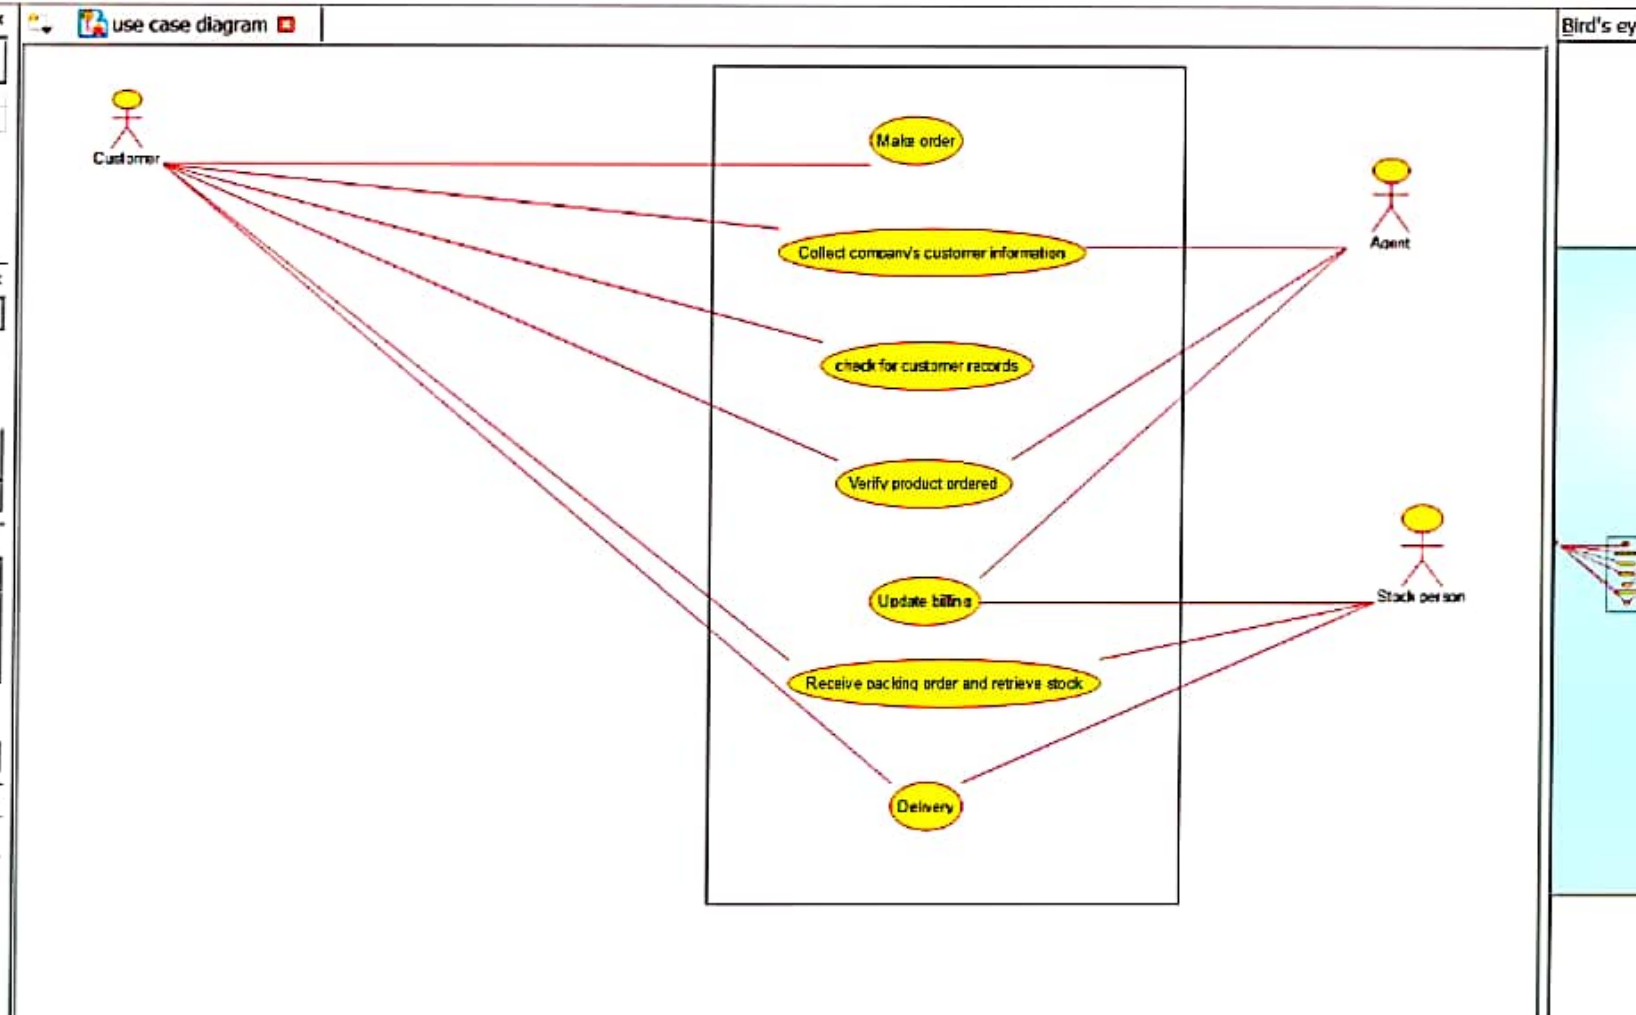 use case diagram
Bird's ey
Customer
Make order
Agent
Collect company's customer information
check for customer records
Verify product ordered
Update billing
Stock person
Receive packing order and retrieve stock
Delivery